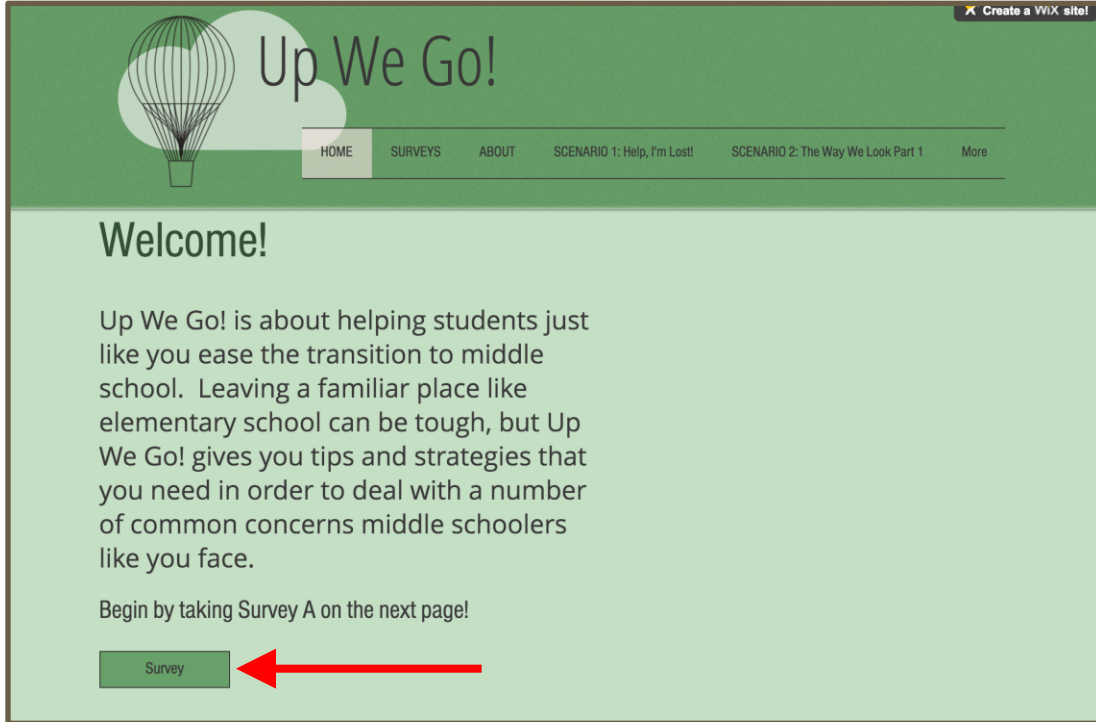 X Create a WiX site!
Up We Go!
HOME SURVEYS ABOUT SCENARIO 1: Help, I'm Lost! SCENARIO 2: The Way We Look Part 1 More
Welcome!
Up We Go! is about helping students just
like you ease the transition to middle
school.  Leaving a familiar place like
elementary school can be tough, but Up
We Go! gives you tips and strategies that
you need in order to deal with a number
of common concerns middle schoolers
like you face.
Begin by taking Survey A on the next page!
Survey